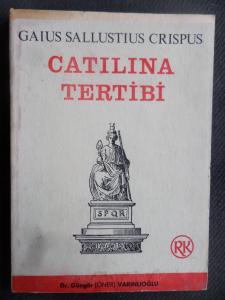 GAIUS SALLUSTIUS CRISPUS
CATILINA
TERTİBİ
SPQR
RK
Dr. Güngör (ÖNER) VARINLIOĞLU